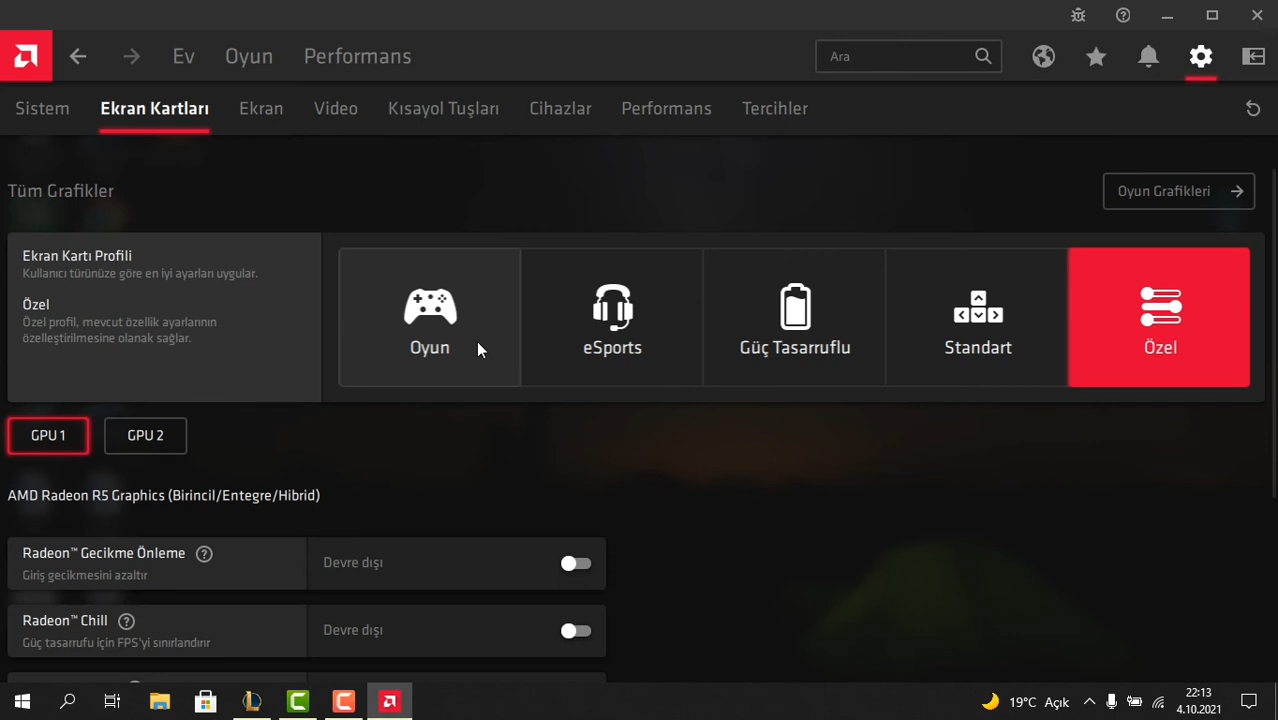 Ev
Oyun
Performans
Ara
Sistem
Ekran Kartları
Ekran
Video
Kısayol Tuşları
Cihazlar
Performans
Tercihler
Tüm Grafikler
Oyun Grafikleri
Ekran Kartı Profili
Kullanıcı türünüze göre en iyi ayarları uygular.
Özel
Özel profil, mevcut özellik ayarlarının
özelleştirilmesine olanak sağlar.
Oyun
eSports
Güç Tasarruflu
Standart
Özel
GPU 1
GPU 2
AMD Radeon R5 Graphics (Birincil/Entegre/Hibrid)
Radeon™ Gecikme Önleme
Giriş gecikmesini azaltır
Devre dışı
Radeon™ Chill
Güç tasarrufu için FPS'yi sınırlandırır
Devre dışı
19°C Açık
22:13
4.10.2021